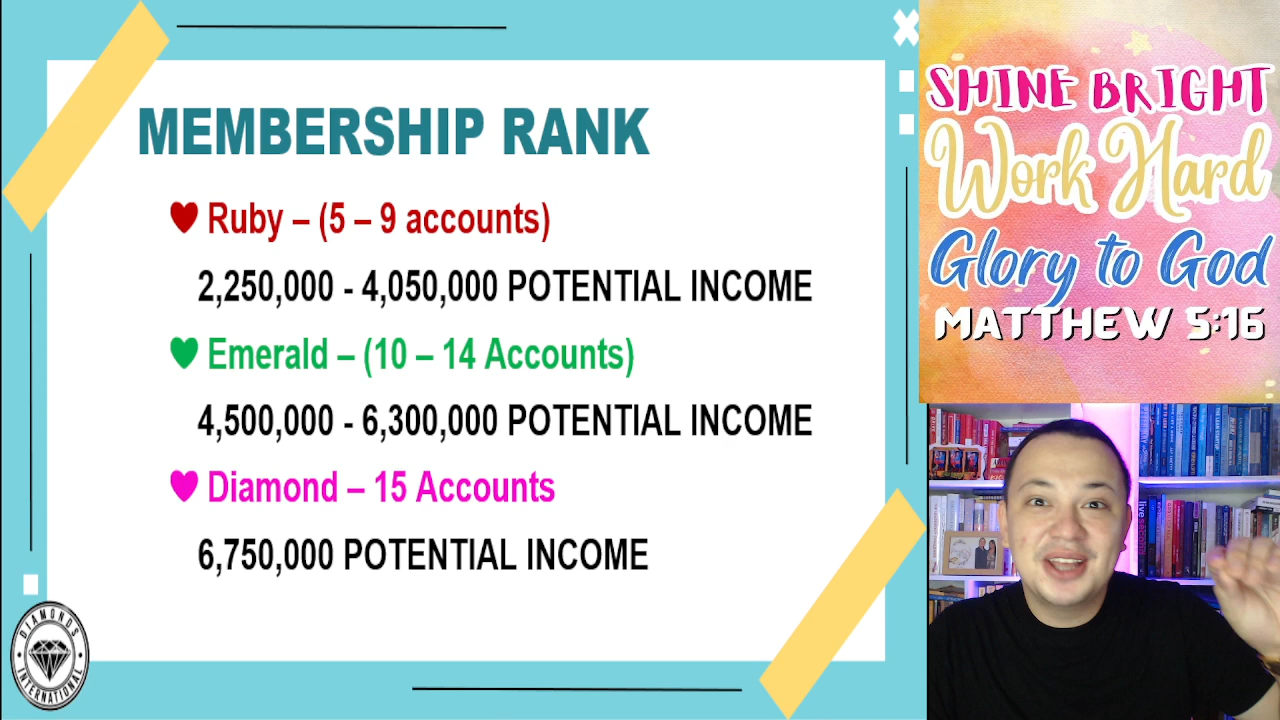 MEMBERSHIP RANK
Ruby – (5 – 9 accounts)
2,250,000 - 4,050,000 POTENTIAL INCOME
Emerald – (10 – 14 Accounts)
4,500,000 - 6,300,000 POTENTIAL INCOME
Diamond – 15 Accounts
6,750,000 POTENTIAL INCOME
DIAMONDS
INTERNATIONAL
SHINE BRIGHT
Work Hard
Glory to God
MATTHEW 5:16